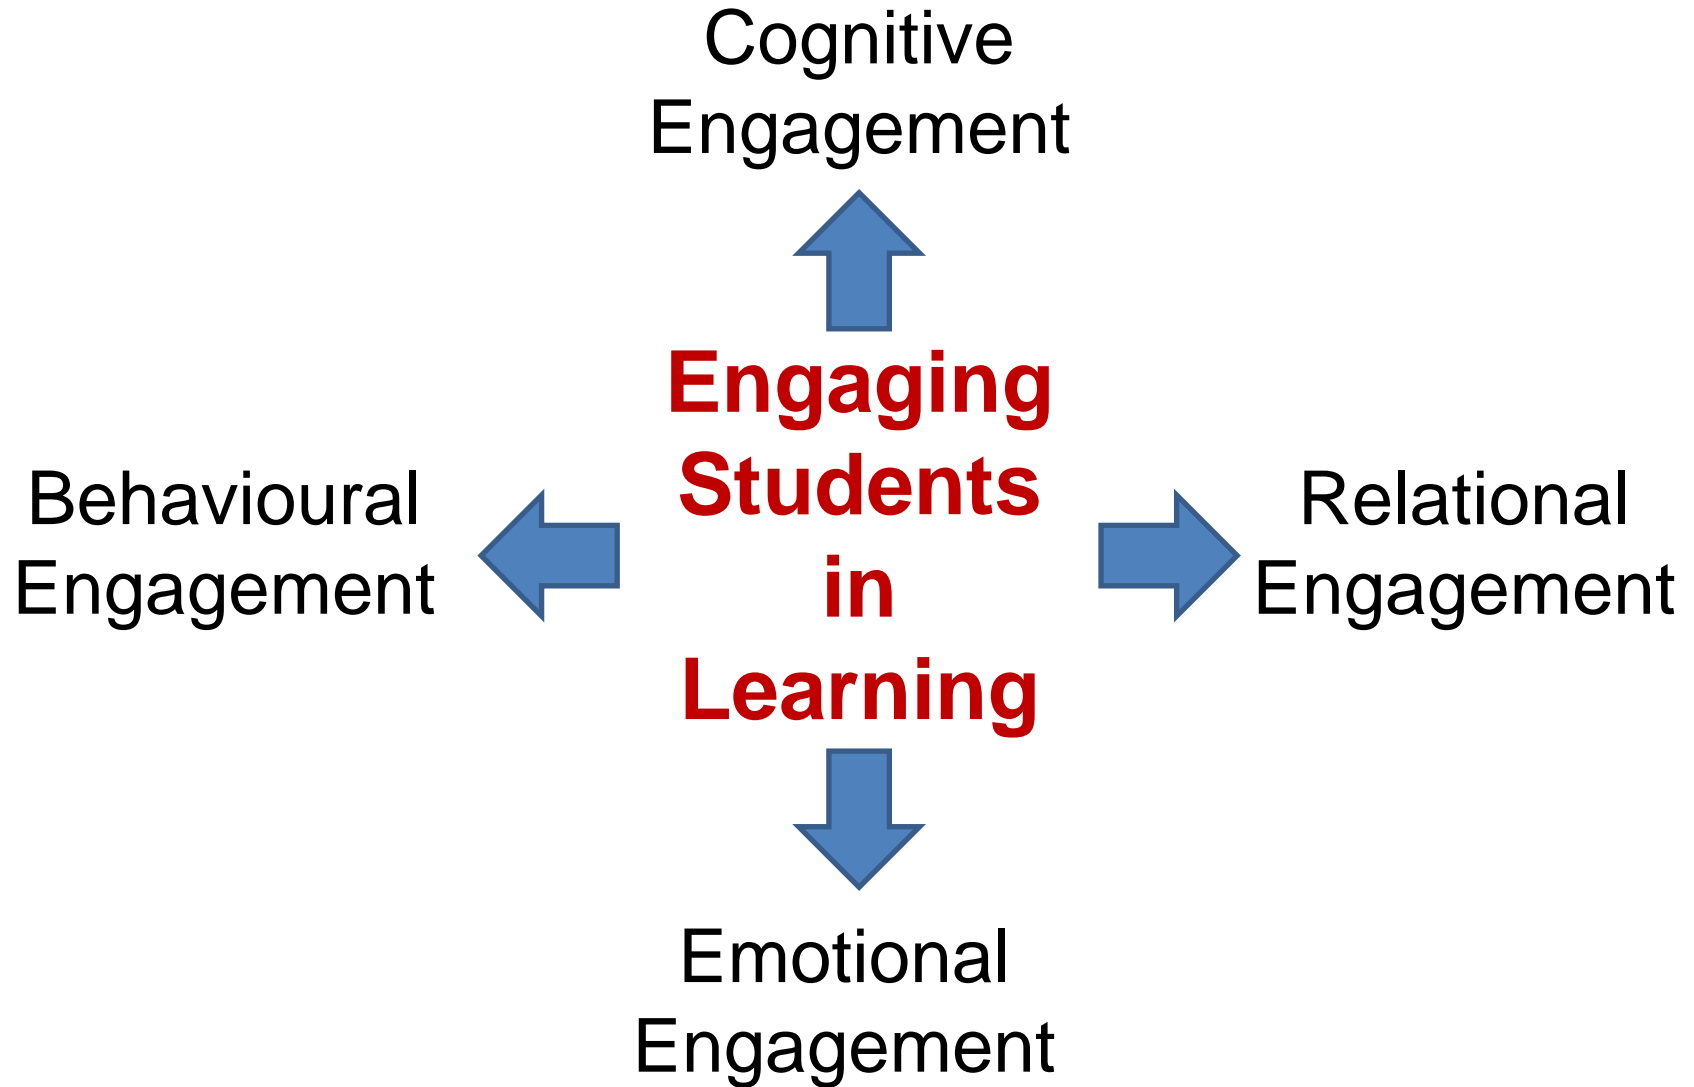 Cognitive
Engagement
Engaging
Students
in
Learning
Behavioural
Engagement
Relational
Engagement
Emotional
Engagement